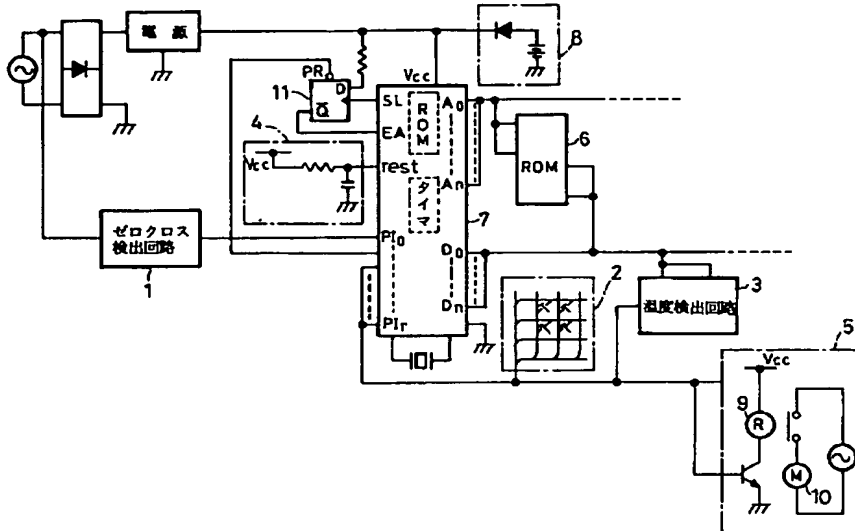 電源
8
PR
D
11
Q̅
Vcc
SL
EA
rest
ROM
タイマ
A0
An
6
ROM
4
Vcc
7
PI0
PIr
D0
Dn
ゼロクロス
検出回路
1
2
温度検出回路
3
5
Vcc
9
R
M
10